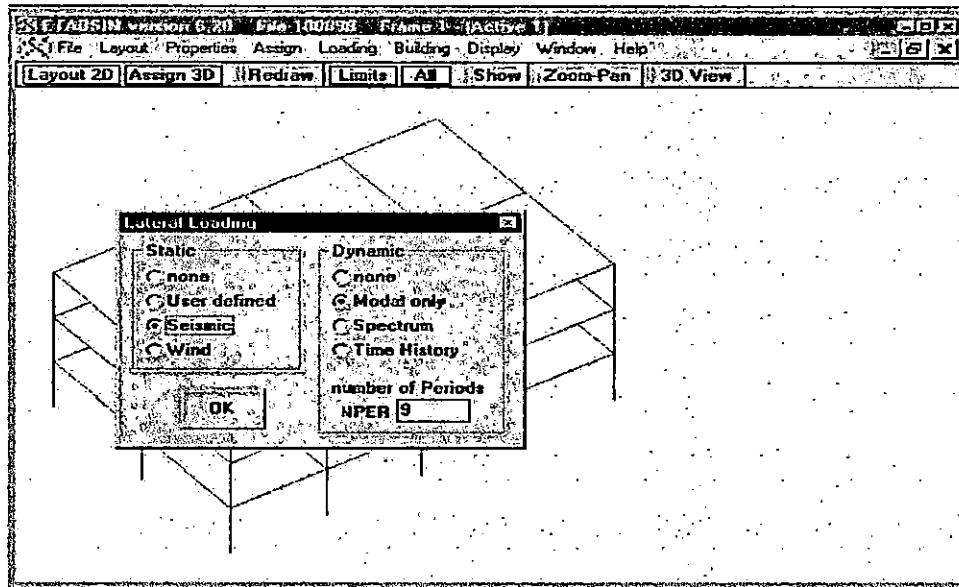 ETABSIN version 6.20 File Frame 1 - [Active 1]
File Layout Properties Assign Loading Building Display Window Help
Layout 2D Assign 3D Redraw Limits All Show Zoom-Pan 3D View
Lateral Loading
Static
none
User defined
Seismic
Wind
OK
Dynamic
none
Modal only
Spectrum
Time History
number of Periods
NPER 9